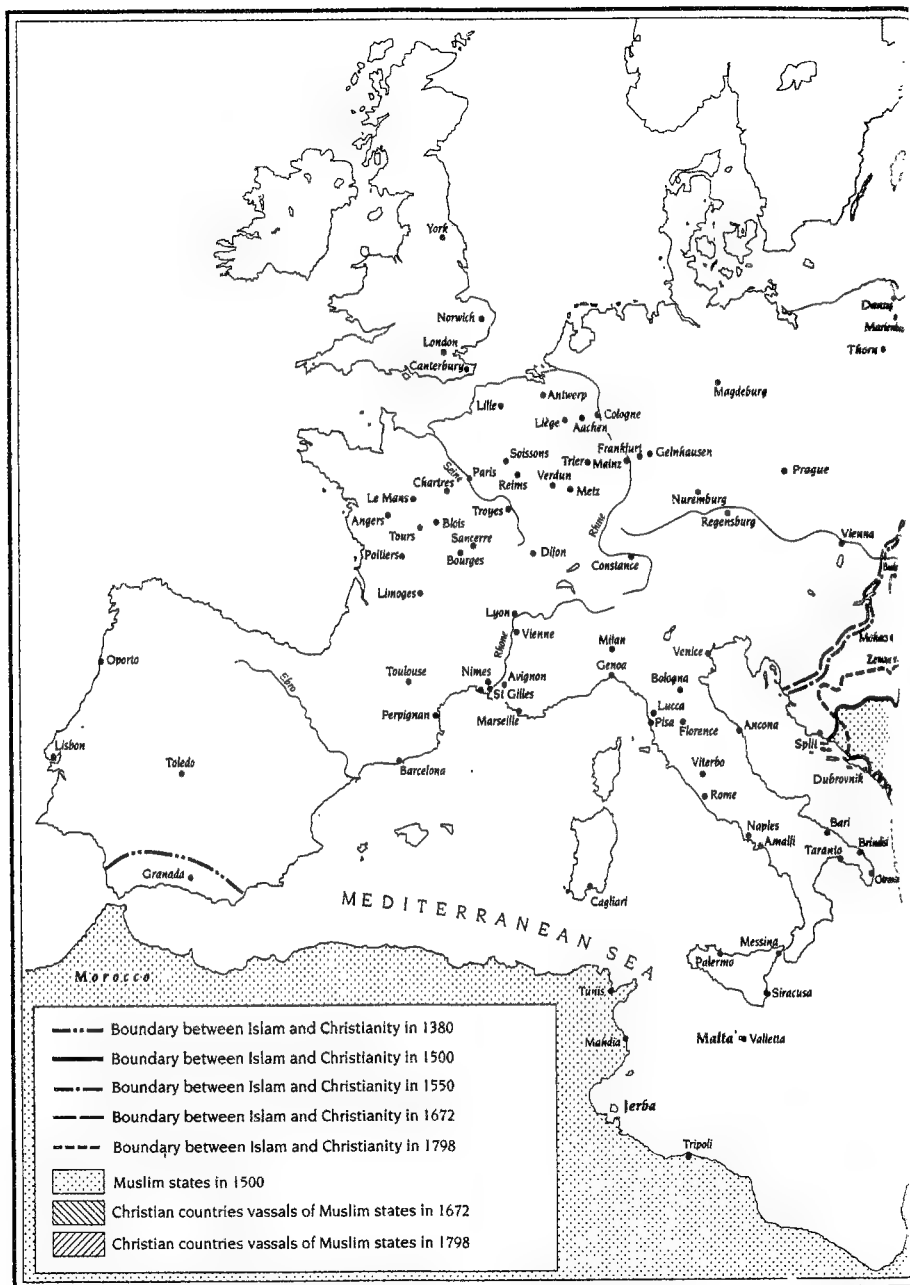 York
Norwich
London
Canterbury
Thorn
Magdeburg
Antwerp
Lille
Cologne
Liège
Aachen
Frankfurt
Gelnhausen
Soissons
Trier
Mainz
Seine
Paris
Reims
Verdun
Metz
Prague
Chartres
Le Mans
Nuremburg
Troyes
Rhine
Regensburg
Angers
Blois
Tours
Vienna
Sancerre
Dijon
Poitiers
Bourges
Constance
Limoges
Lyon
Vienne
Milan
Venice
Rhone
Oporto
Genoa
Toulouse
Nimes
Avignon
Bologna
Ebro
St Gilles
Perpignan
Marseille
Lucca
Pisa
Florence
Ancona
Split
Lisbon
Toledo
Barcelona
Viterbo
Dubrovnik
Rome
Bari
Naples
Amalfi
Taranto
Brindisi
Granada
Cagliari
MEDITERRANEAN SEA
Messina
Palermo
Morocco
Tunis
Siracusa
Mahdia
Malta
Valletta
Jerba
Tripoli
Boundary between Islam and Christianity in 1380
Boundary between Islam and Christianity in 1500
Boundary between Islam and Christianity in 1550
Boundary between Islam and Christianity in 1672
Boundary between Islam and Christianity in 1798
Muslim states in 1500
Christian countries vassals of Muslim states in 1672
Christian countries vassals of Muslim states in 1798